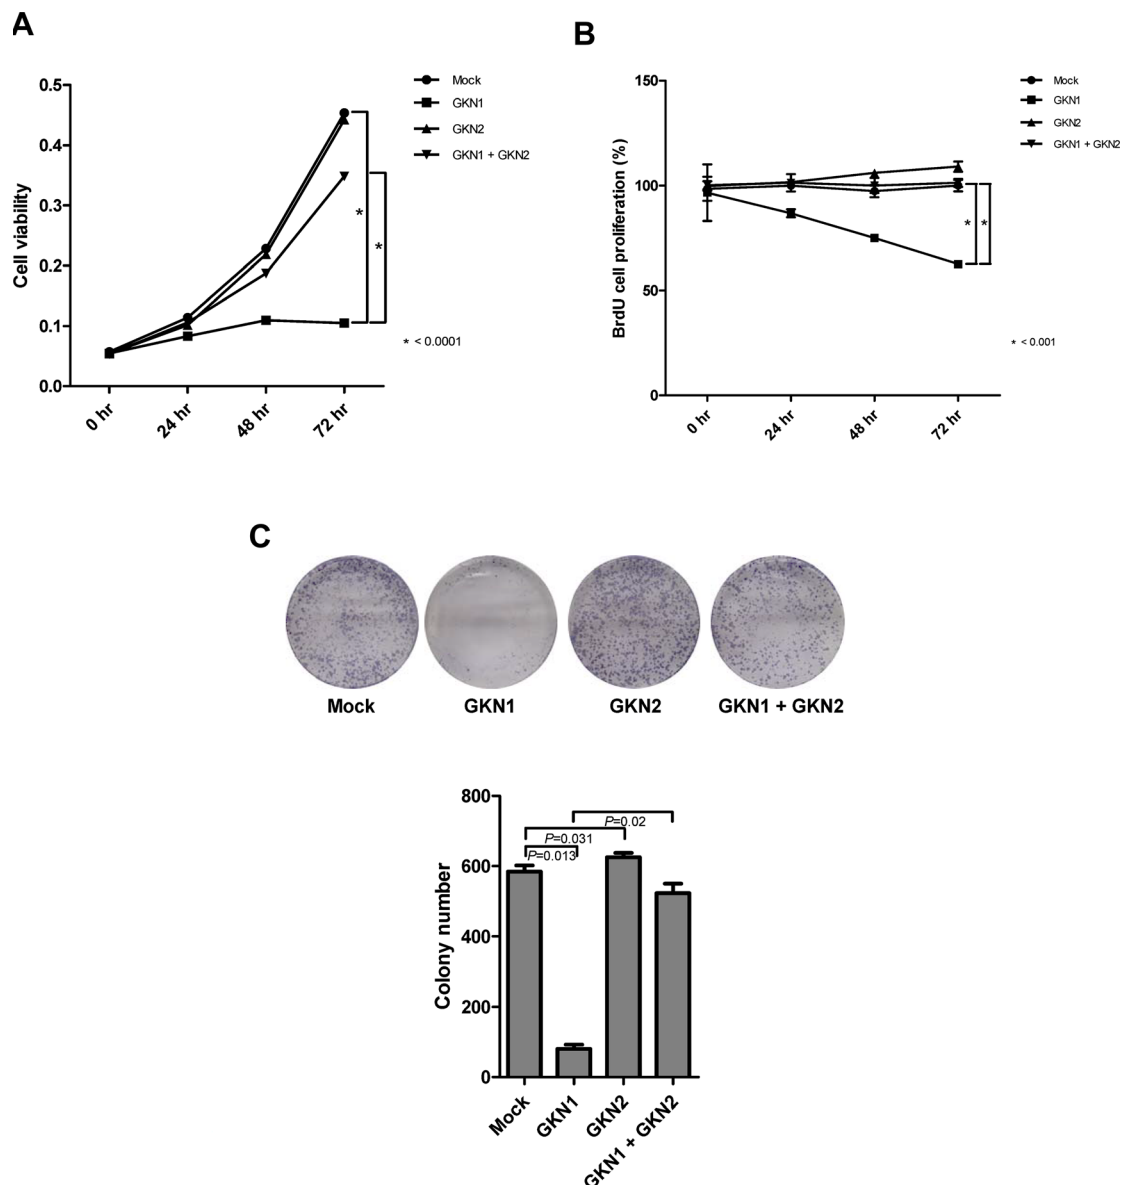 A
Mock
GKN1
GKN2
GKN1 + GKN2
Cell viability
0.5
0.4
0.3
0.2
0.1
0.0
*
*
* < 0.0001
0 hr
24 hr
48 hr
72 hr
B
Mock
GKN1
GKN2
GKN1 + GKN2
BrdU cell proliferation (%)
150
100
50
0
* *
* < 0.001
0 hr
24 hr
48 hr
72 hr
C
Mock
GKN1
GKN2
GKN1 + GKN2
Colony number
800
600
400
200
0
P=0.02
P=0.031
P=0.013
Mock
GKN1
GKN2
GKN1 + GKN2